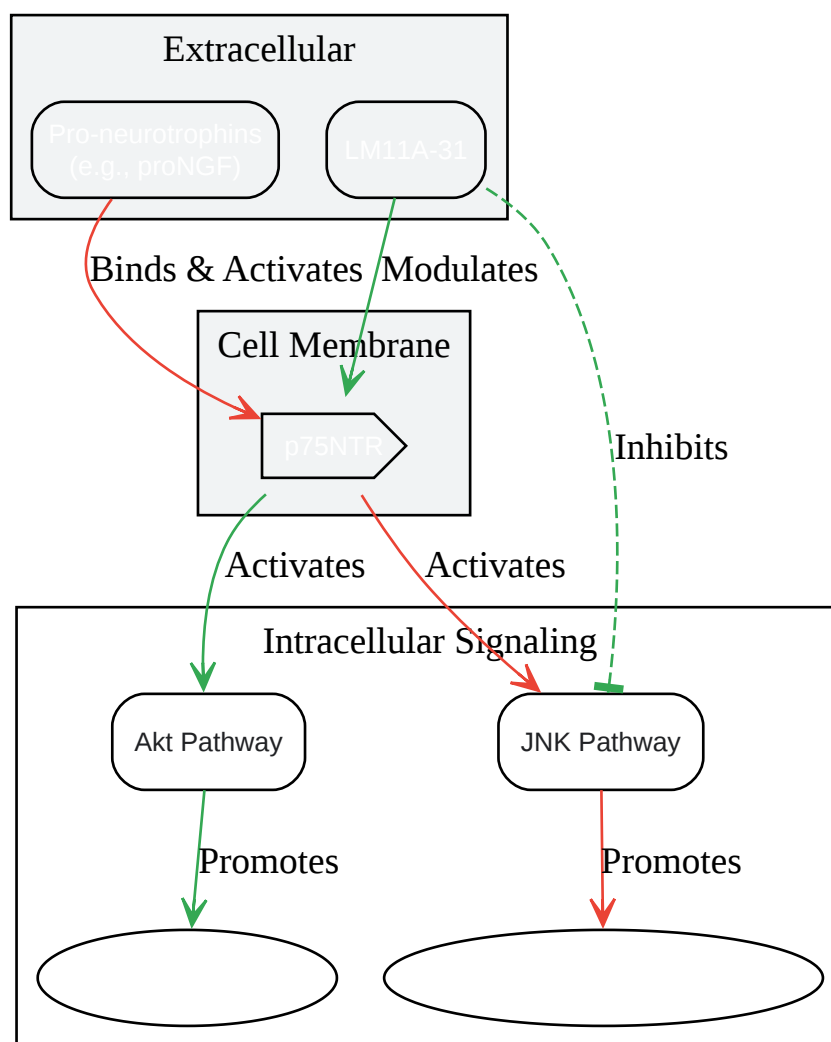 Extracellular
Pro-neurotrophins
(e.g., proNGF)
LM11A-31
Binds & Activates
Modulates
Cell Membrane
p75NTR
Inhibits
Activates
Activates
Intracellular Signaling
Akt Pathway
JNK Pathway
Promotes
Promotes